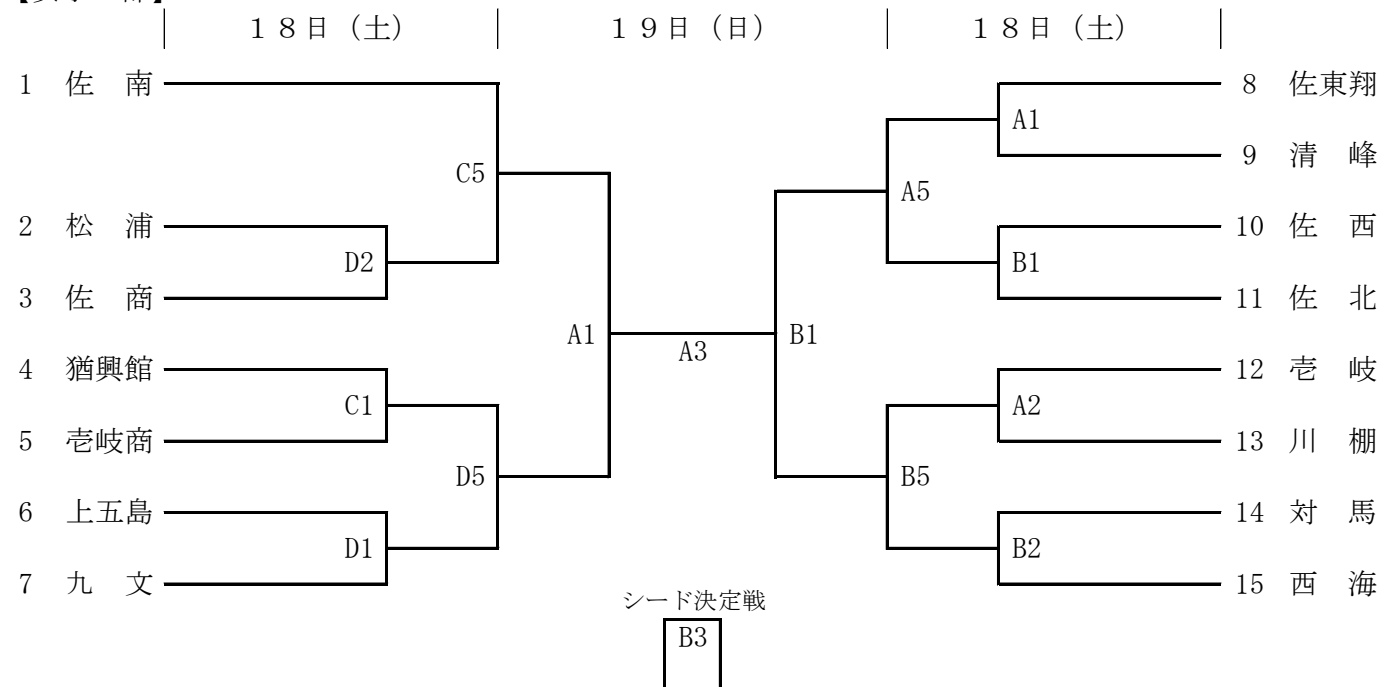 １８日（土） １９日（日） １８日（土）
1 佐　南 8 佐東翔
A1
9 清　峰
C5
A5
2 松　浦 10 佐　西
D2 B1
3 佐　商 11 佐　北
A1 A3 B1
4 猶興館 12 壱　岐
C1 A2
5 壱岐商 13 川　棚
D5 B5
6 上五島 14 対　馬
D1 B2
7 九　文 15 西　海
シード決定戦
B3